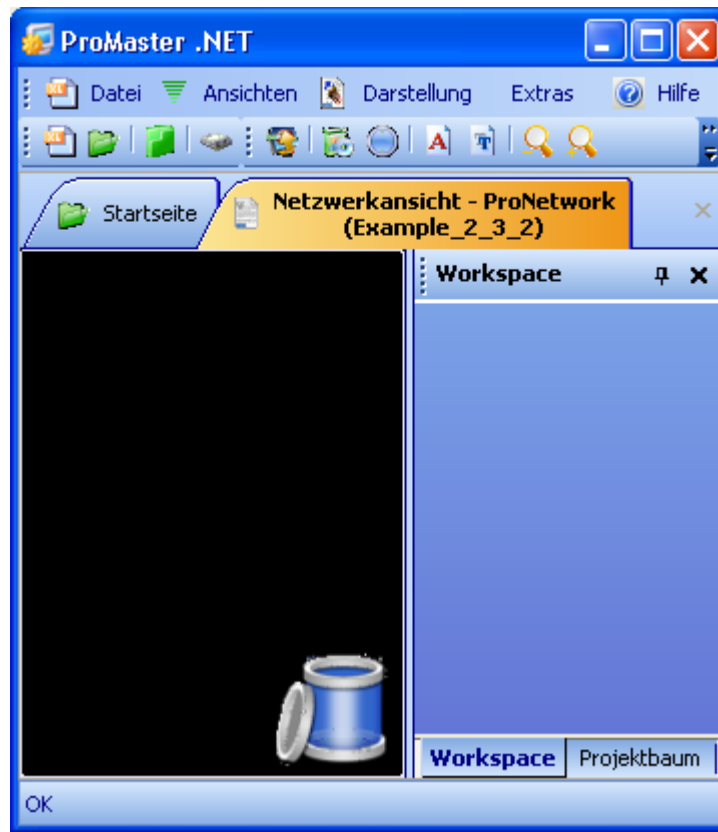 ProMaster .NET
Datei Ansichten Darstellung Extras Hilfe
Startseite
Netzwerkansicht - ProNetwork
(Example_2_3_2)
Workspace
Workspace Projektbaum
OK